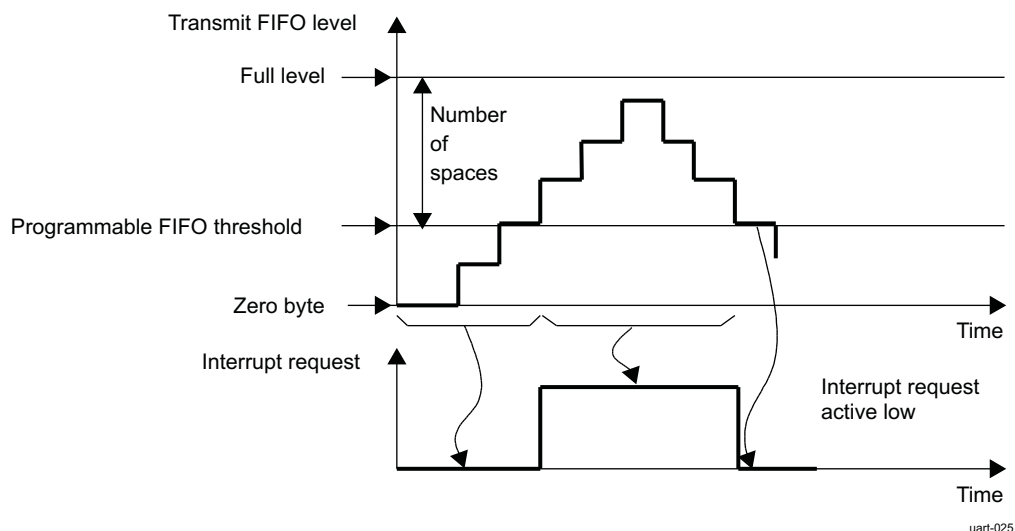 Transmit FIFO level
Full level
Number
of
spaces
Programmable FIFO threshold
Zero byte
Time
Interrupt request
Interrupt request
active low
Time
uart-025